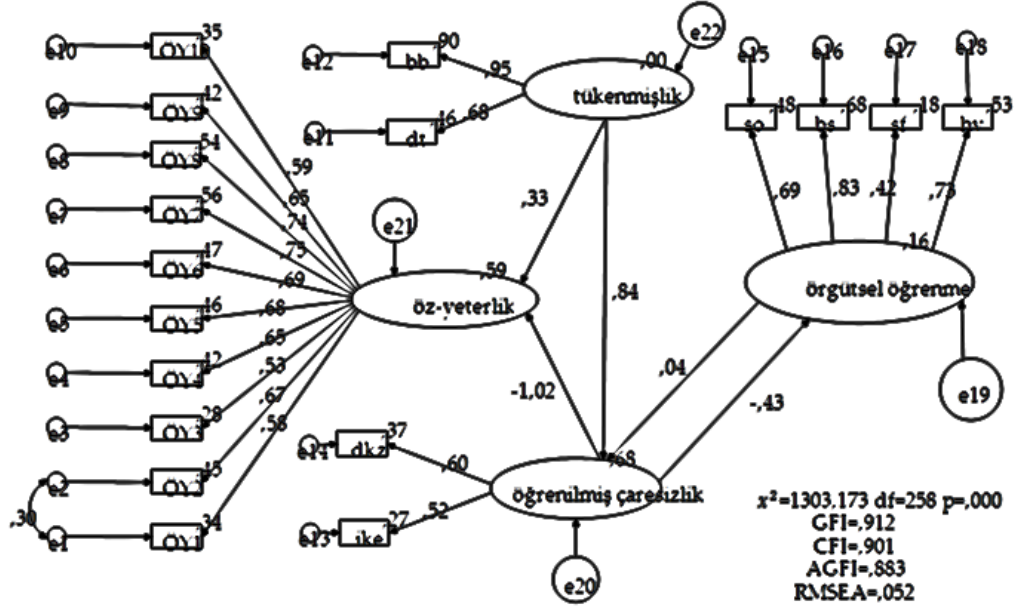 e10 ,35
e9 ,42
e8 ,54
e7 ,56
e6 ,47
e5 ,46
e4 ,42
e3 ,28
e2 ,45
e1 ,34
,30
,59
,65
,74
,75
,69
,68
,65
,53
,67
,58
e12 bb ,90
,95
e11 dt ,46
,68
e22
,00
tükenmişlik
e21
,59
öz-yeterlik
,33
,84
-1,02
e14 dkz ,37
,60
e13 ike ,27
,52
,68
öğrenilmiş çaresizlik
e20
e15 e16 e17 e18
so ,48 bs ,68 sf ,18 ,53
,69 ,83 ,42 ,73
,16
örgütsel öğrenme
e19
,04
-,43
x²=1303.173 df=258 p=,000
GFI=,912
CFI=,901
AGFI=,883
RMSEA=,052